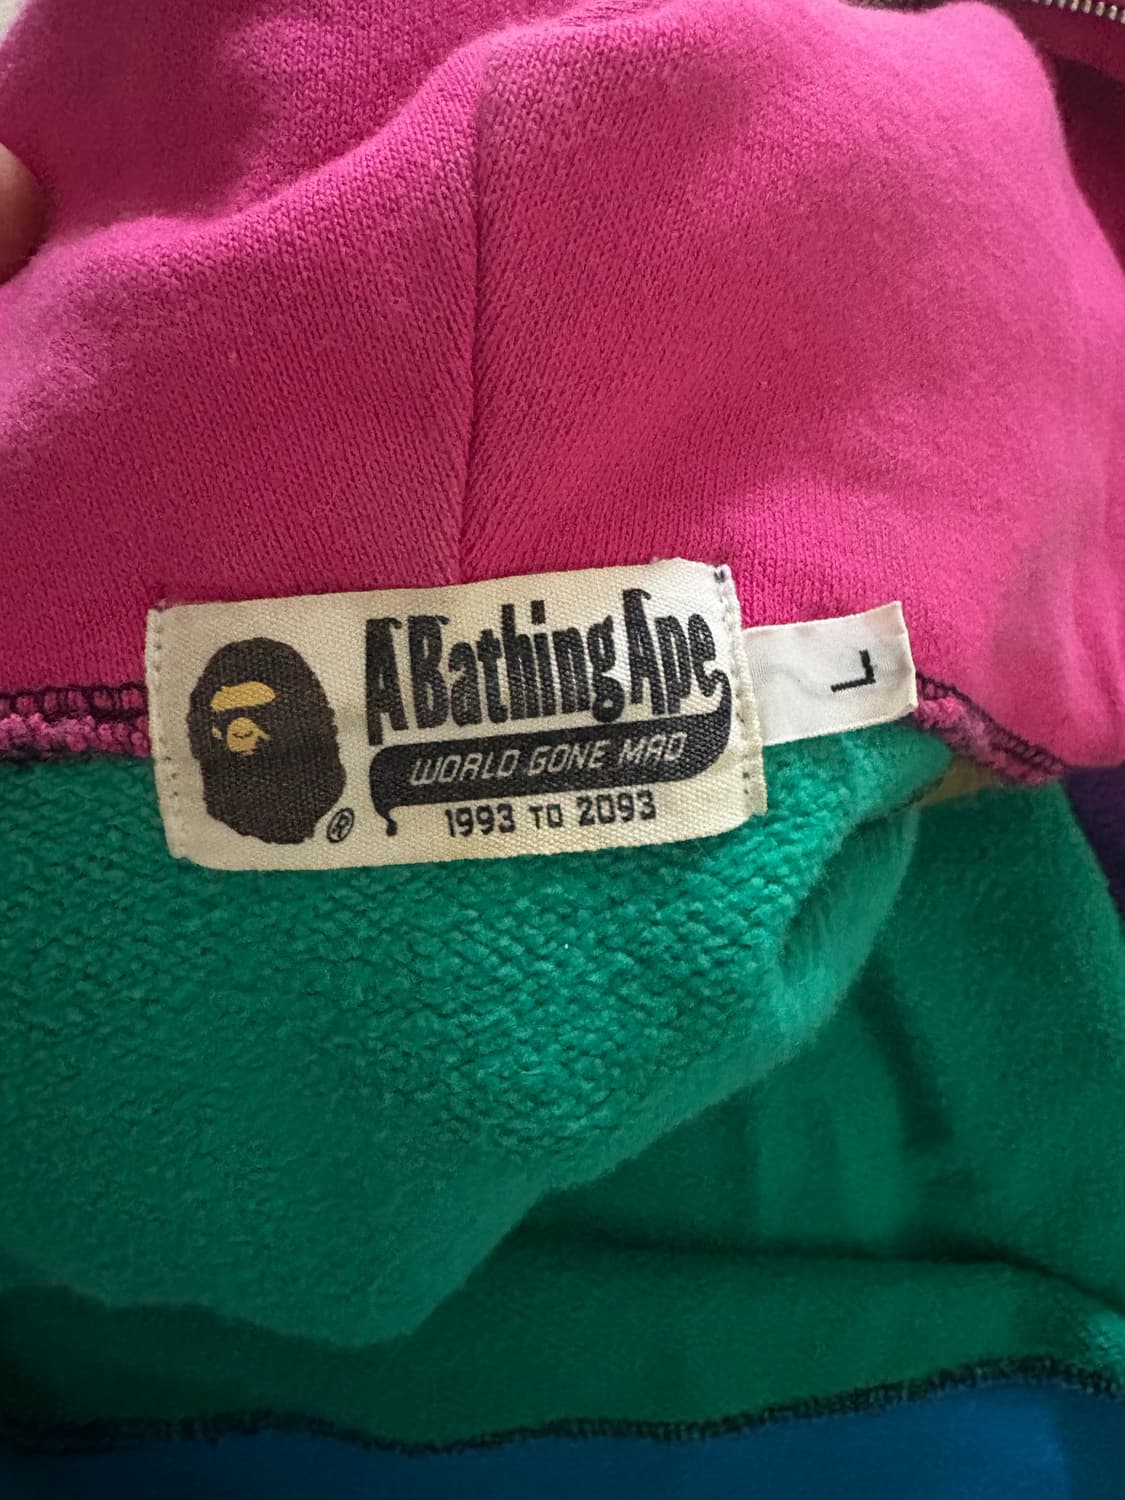 A Bathing Ape
WORLD GONE MAD
1993 TO 2093
®
L